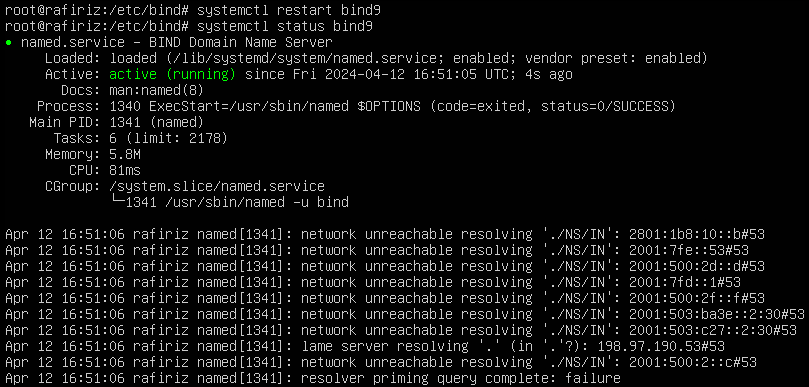 root@rafiriz:/etc/bind# systemctl restart bind9
root@rafiriz:/etc/bind# systemctl status bind9
● named.service - BIND Domain Name Server
     Loaded: loaded (/lib/systemd/system/named.service; enabled; vendor preset: enabled)
     Active: active (running) since Fri 2024-04-12 16:51:05 UTC; 4s ago
       Docs: man:named(8)
    Process: 1340 ExecStart=/usr/sbin/named $OPTIONS (code=exited, status=0/SUCCESS)
   Main PID: 1341 (named)
      Tasks: 6 (limit: 2178)
     Memory: 5.8M
        CPU: 81ms
     CGroup: /system.slice/named.service
             └─1341 /usr/sbin/named -u bind
Apr 12 16:51:06 rafiriz named[1341]: network unreachable resolving './NS/IN': 2801:1b8:10::b#53
Apr 12 16:51:06 rafiriz named[1341]: network unreachable resolving './NS/IN': 2001:7fe::53#53
Apr 12 16:51:06 rafiriz named[1341]: network unreachable resolving './NS/IN': 2001:500:2d::d#53
Apr 12 16:51:06 rafiriz named[1341]: network unreachable resolving './NS/IN': 2001:7fd::1#53
Apr 12 16:51:06 rafiriz named[1341]: network unreachable resolving './NS/IN': 2001:500:2f::f#53
Apr 12 16:51:06 rafiriz named[1341]: network unreachable resolving './NS/IN': 2001:503:ba3e::2:30#53
Apr 12 16:51:06 rafiriz named[1341]: network unreachable resolving './NS/IN': 2001:503:c27::2:30#53
Apr 12 16:51:06 rafiriz named[1341]: lame server resolving '.' (in '.'?): 198.97.190.53#53
Apr 12 16:51:06 rafiriz named[1341]: network unreachable resolving './NS/IN': 2001:500:2::c#53
Apr 12 16:51:06 rafiriz named[1341]: resolver priming query complete: failure